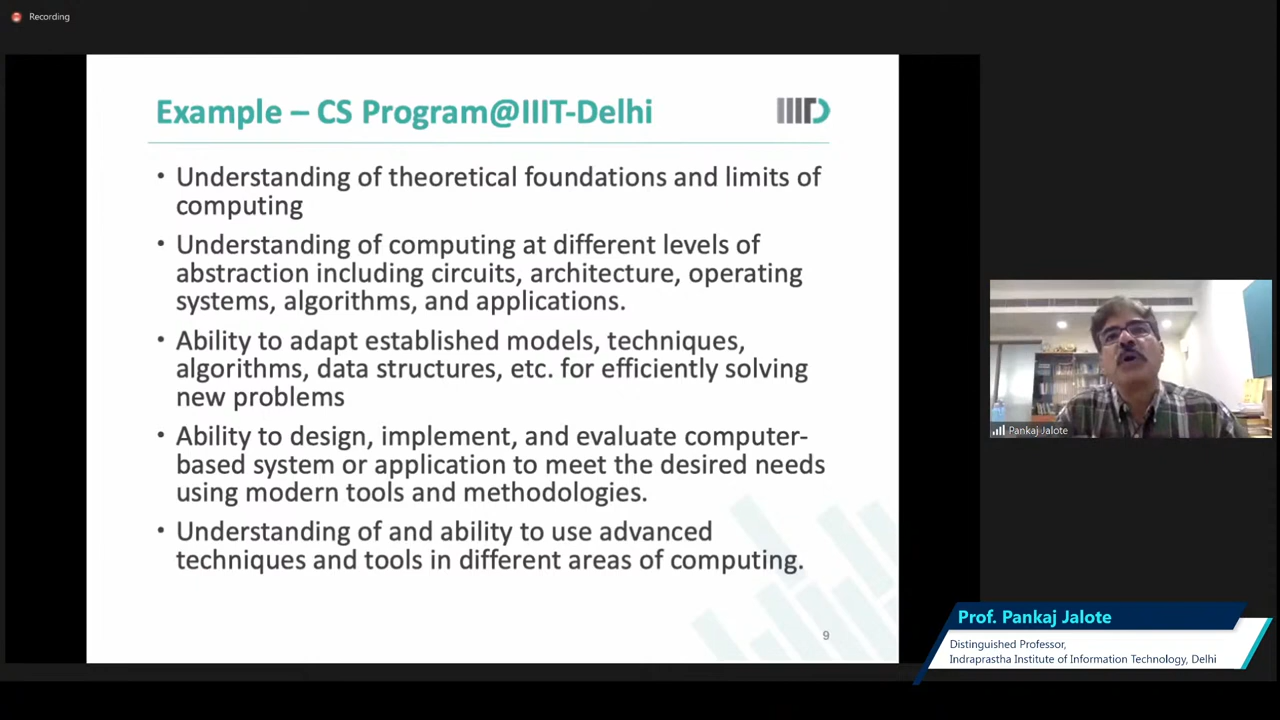 Recording
Example – CS Program@IIIT-Delhi
IIITD
• Understanding of theoretical foundations and limits of
computing
• Understanding of computing at different levels of
abstraction including circuits, architecture, operating
systems, algorithms, and applications.
• Ability to adapt established models, techniques,
algorithms, data structures, etc. for efficiently solving
new problems
• Ability to design, implement, and evaluate computer-
based system or application to meet the desired needs
using modern tools and methodologies.
• Understanding of and ability to use advanced
techniques and tools in different areas of computing.
9
Pankaj Jalote
Prof. Pankaj Jalote
Distinguished Professor,
Indraprastha Institute of Information Technology, Delhi